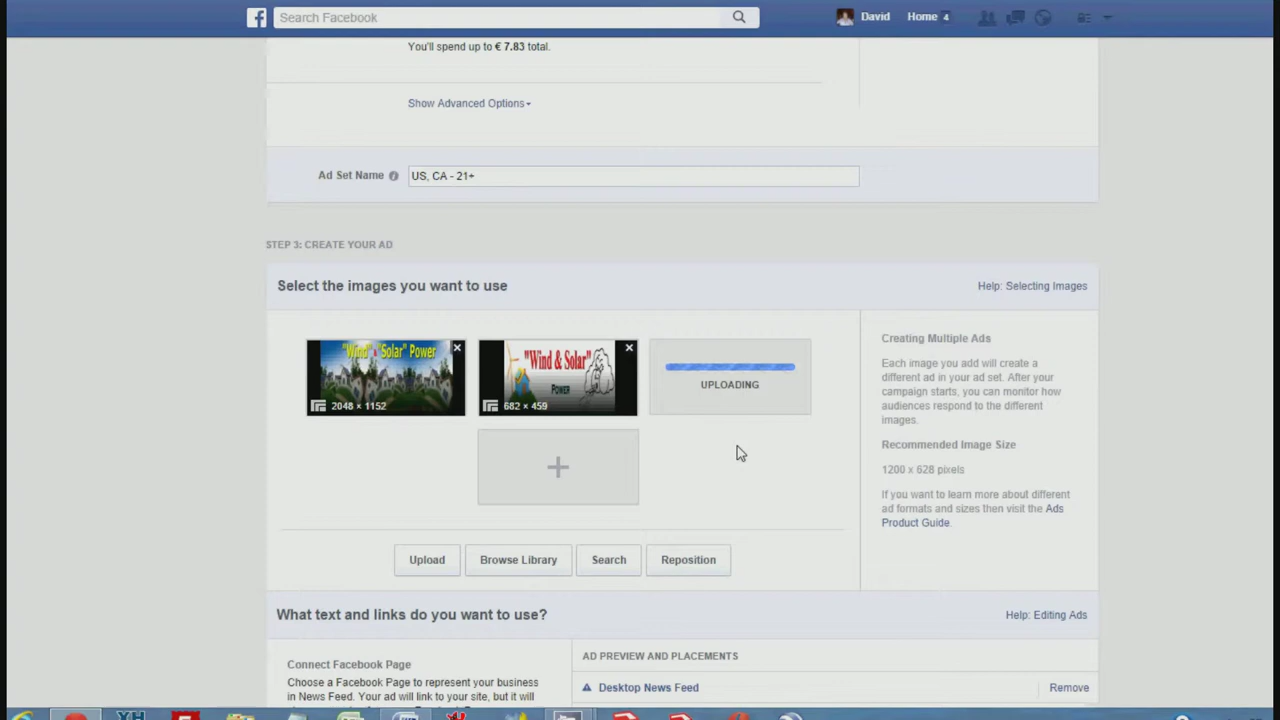 Search Facebook
David
Home 4
You'll spend up to € 7.83 total.
Show Advanced Options
Ad Set Name
US, CA - 21+
STEP 3: CREATE YOUR AD
Select the images you want to use
Help: Selecting Images
"Wind" & "Solar" Power
2048 × 1152
"Wind & Solar"
POWER
682 × 459
UPLOADING
Creating Multiple Ads
Each image you add will create a
different ad in your ad set. After your
campaign starts, you can monitor how
audiences respond to the different
images.
Recommended Image Size
1200 x 628 pixels
If you want to learn more about different
ad formats and sizes then visit the Ads
Product Guide.
Upload
Browse Library
Search
Reposition
What text and links do you want to use?
Help: Editing Ads
Connect Facebook Page
Choose a Facebook Page to represent your business
in News Feed. Your ad will link to your site, but it will
AD PREVIEW AND PLACEMENTS
Desktop News Feed
Remove